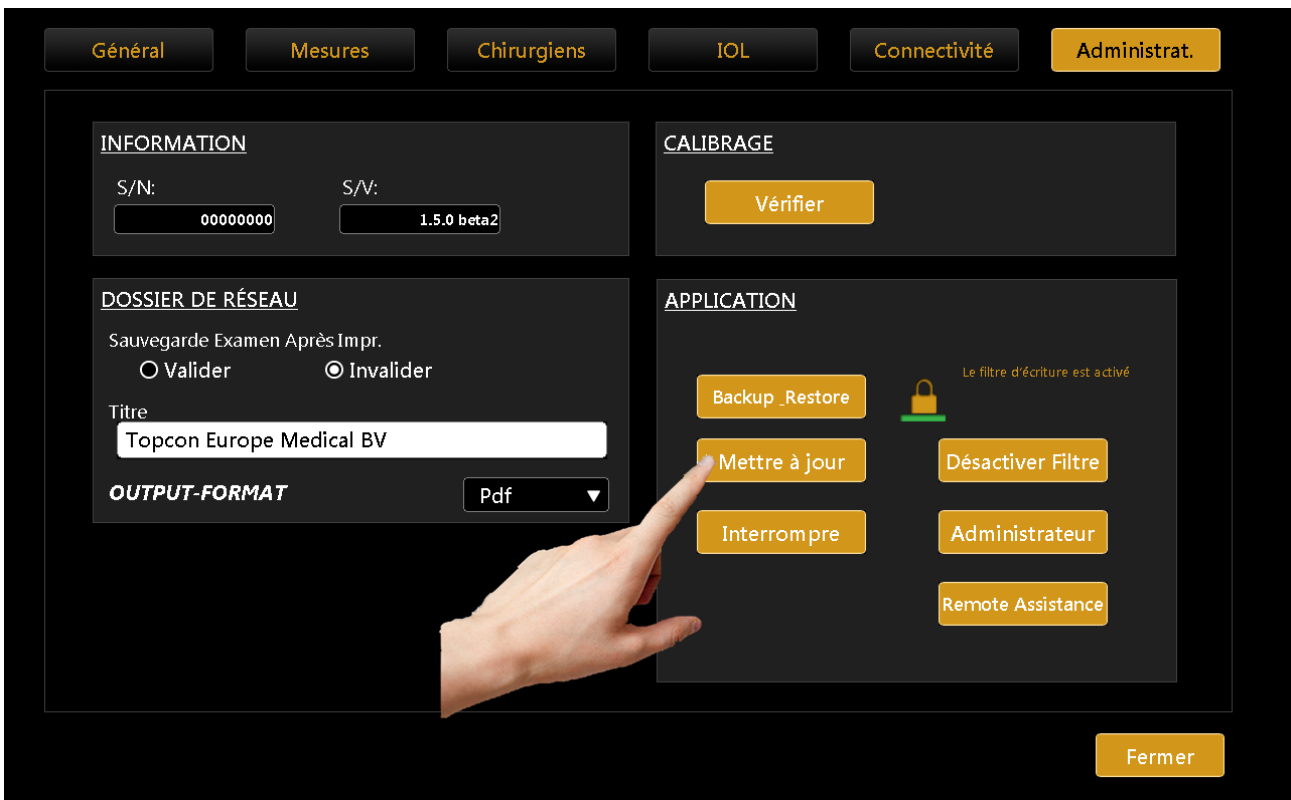 Général Mesures Chirurgiens IOL Connectivité Administrat.
INFORMATION
S/N: S/V:
00000000 1.5.0 beta2
CALIBRAGE
Vérifier
DOSSIER DE RÉSEAU
Sauvegarde Examen Après Impr.
Valider Invalider
Titre
Topcon Europe Medical BV
OUTPUT-FORMAT Pdf
APPLICATION
Le filtre d'écriture est activé
Backup _Restore
Mettre à jour Désactiver Filtre
Interrompre Administrateur
Remote Assistance
Fermer